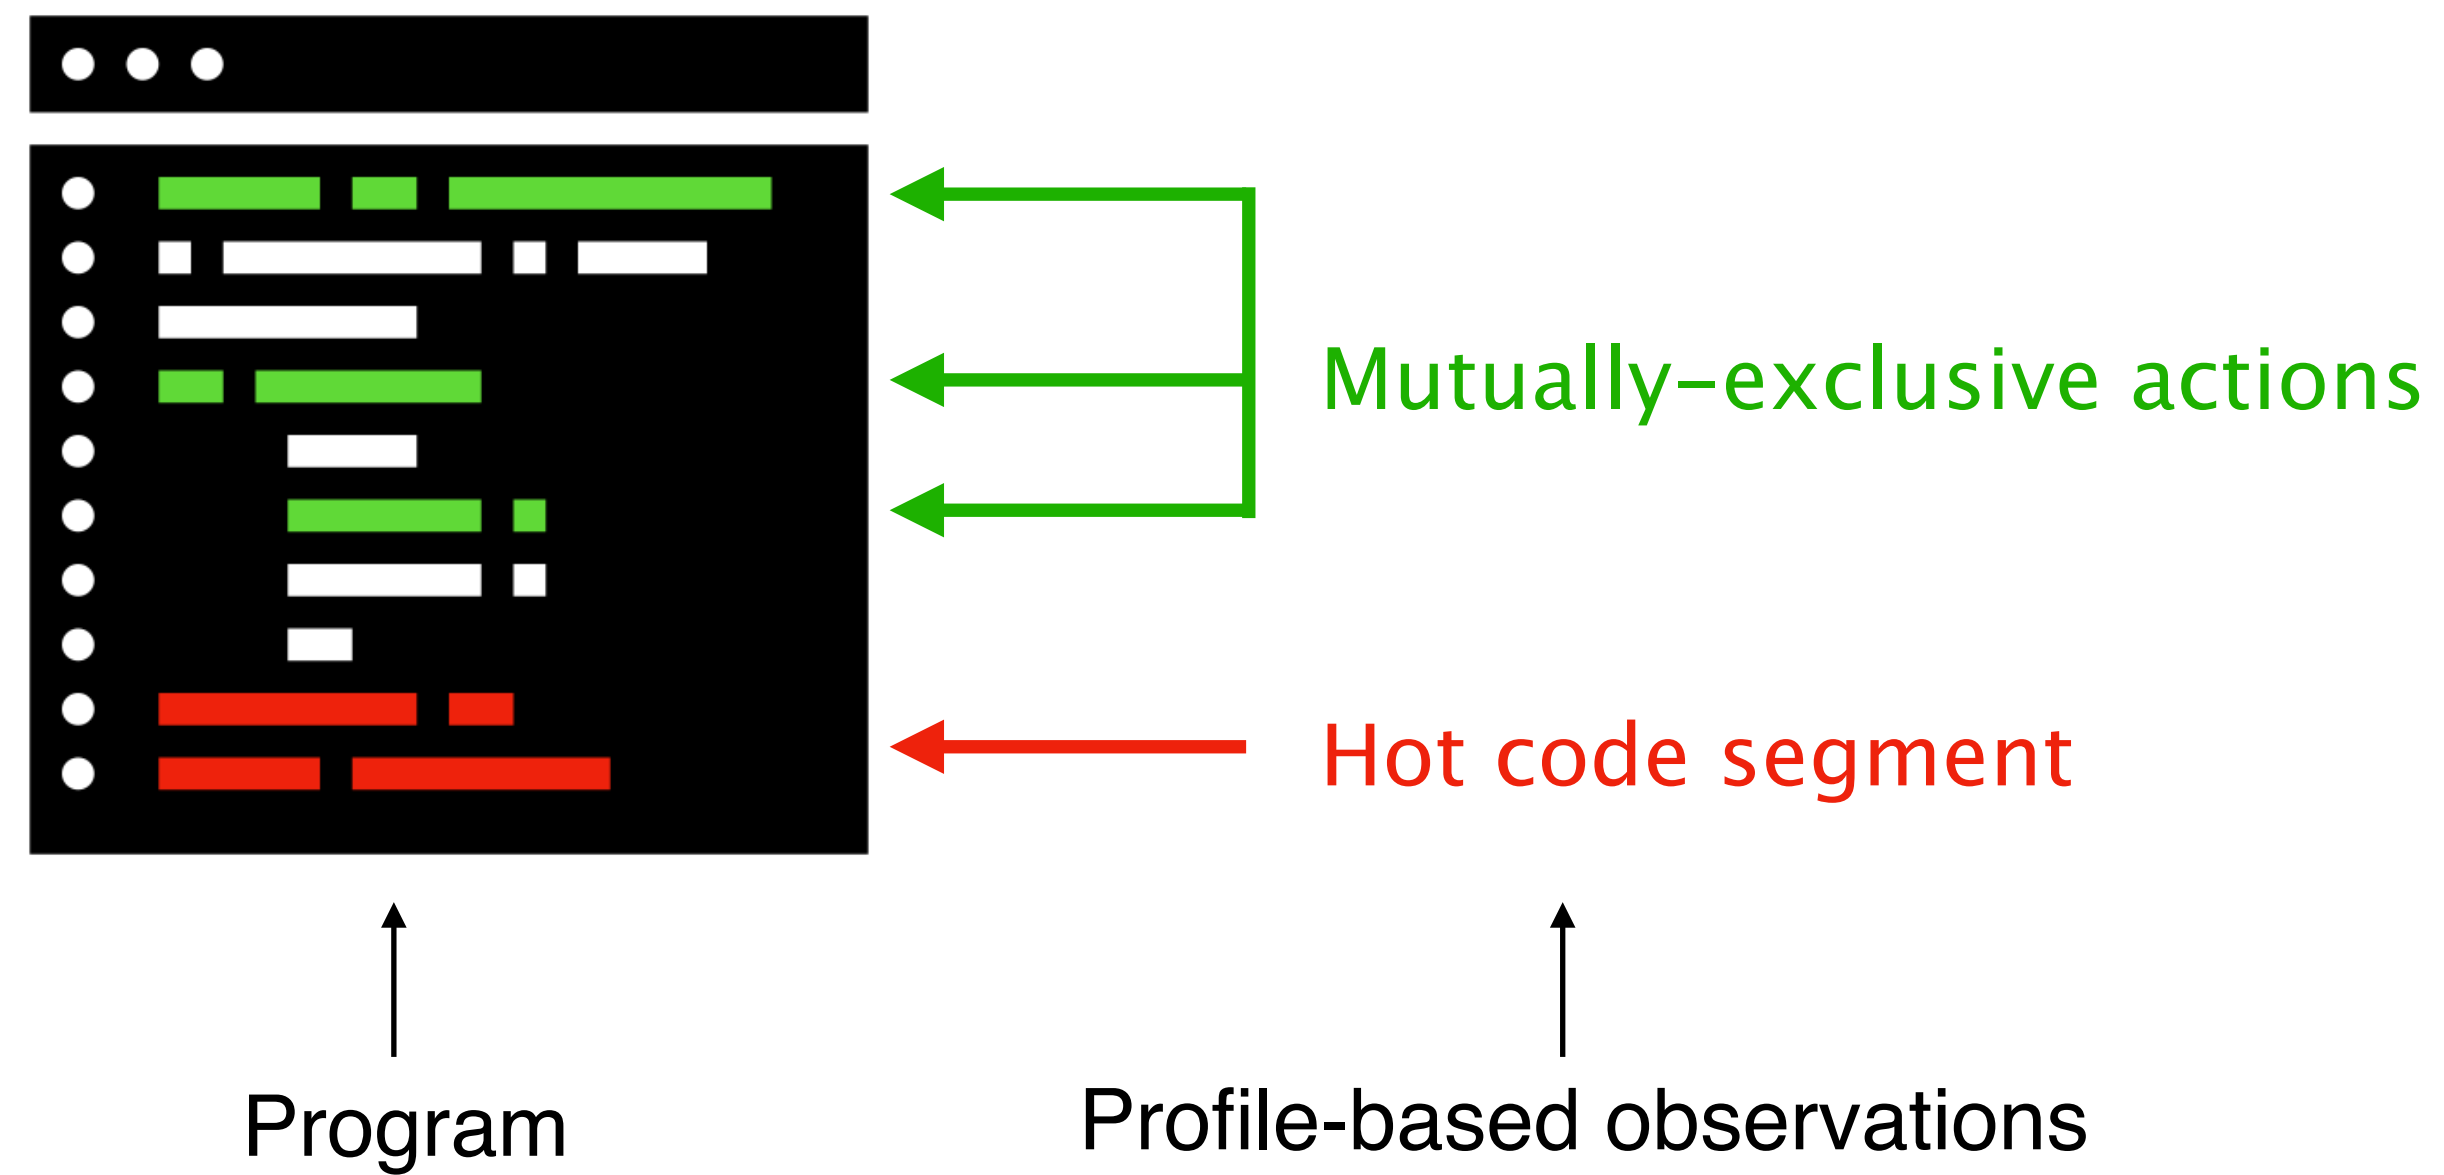 Mutually-exclusive actions
Hot code segment
Program
Profile-based observations